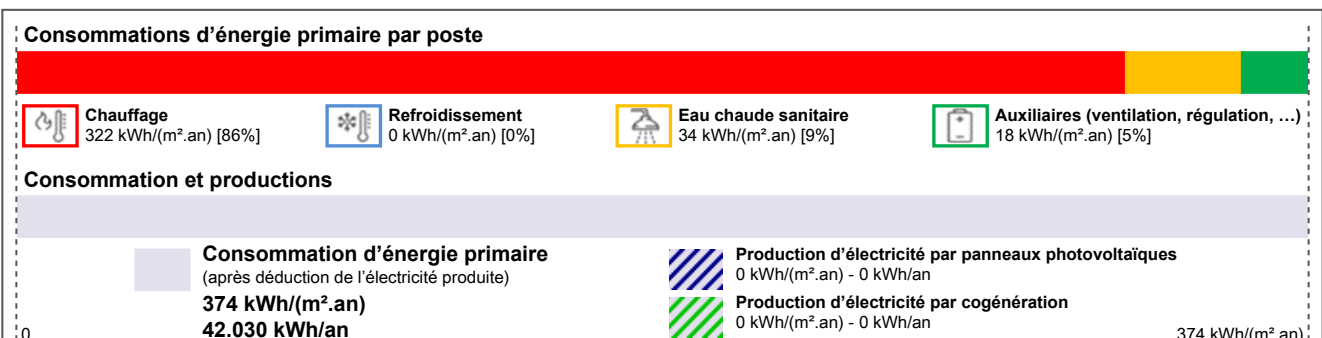 Consommations d'énergie primaire par poste
Chauffage
322 kWh/(m².an) [86%]
Refroidissement
0 kWh/(m².an) [0%]
Eau chaude sanitaire
34 kWh/(m².an) [9%]
Auxiliaires (ventilation, régulation, …)
18 kWh/(m².an) [5%]
Consommation et productions
Consommation d'énergie primaire
(après déduction de l'électricité produite)
374 kWh/(m².an)
42.030 kWh/an
Production d'électricité par panneaux photovoltaïques
0 kWh/(m².an) - 0 kWh/an
Production d'électricité par cogénération
0 kWh/(m².an) - 0 kWh/an
0
374 kWh/(m².an)